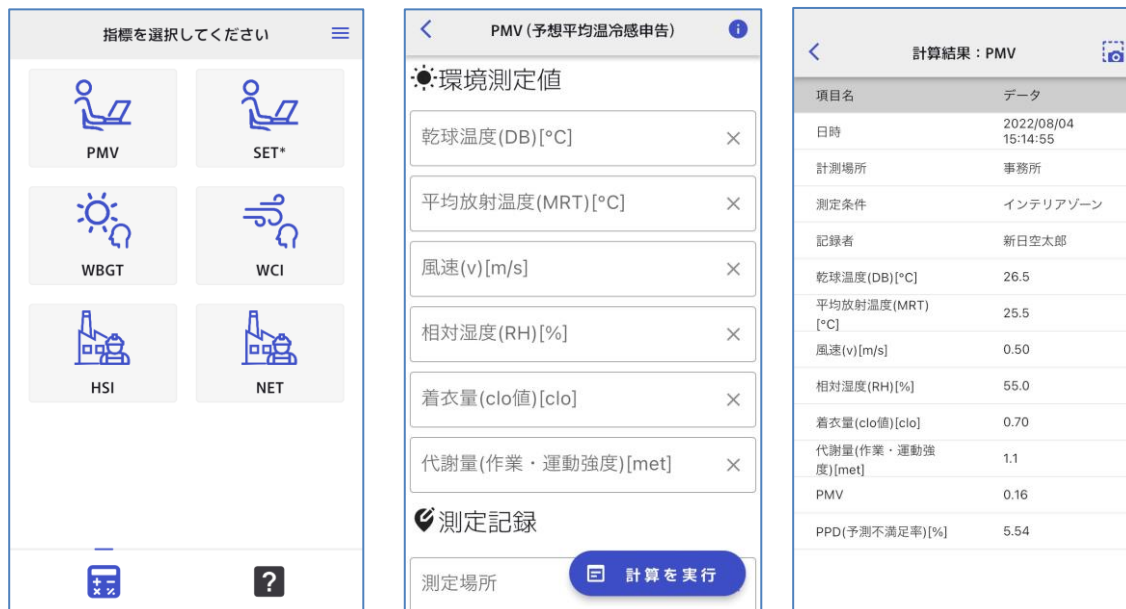 指標を選択してください
PMV
SET*
WBGT
WCI
HSI
NET
?
PMV(予想平均温冷感申告)
環境測定値
乾球温度(DB)[°C]
平均放射温度(MRT)[°C]
風速(v)[m/s]
相対湿度(RH)[%]
着衣量(clo値)[clo]
代謝量(作業・運動強度)[met]
測定記録
測定場所
計算を実行
計算結果：PMV
項目名 データ
日時 2022/08/04
15:14:55
計測場所 事務所
測定条件 インテリアゾーン
記録者 新日空太郎
乾球温度(DB)[°C] 26.5
平均放射温度(MRT)
[°C] 25.5
風速(v)[m/s] 0.50
相対湿度(RH)[%] 55.0
着衣量(clo値)[clo] 0.70
代謝量(作業・運動強
度)[met] 1.1
PMV 0.16
PPD(予測不満足率)[%] 5.54